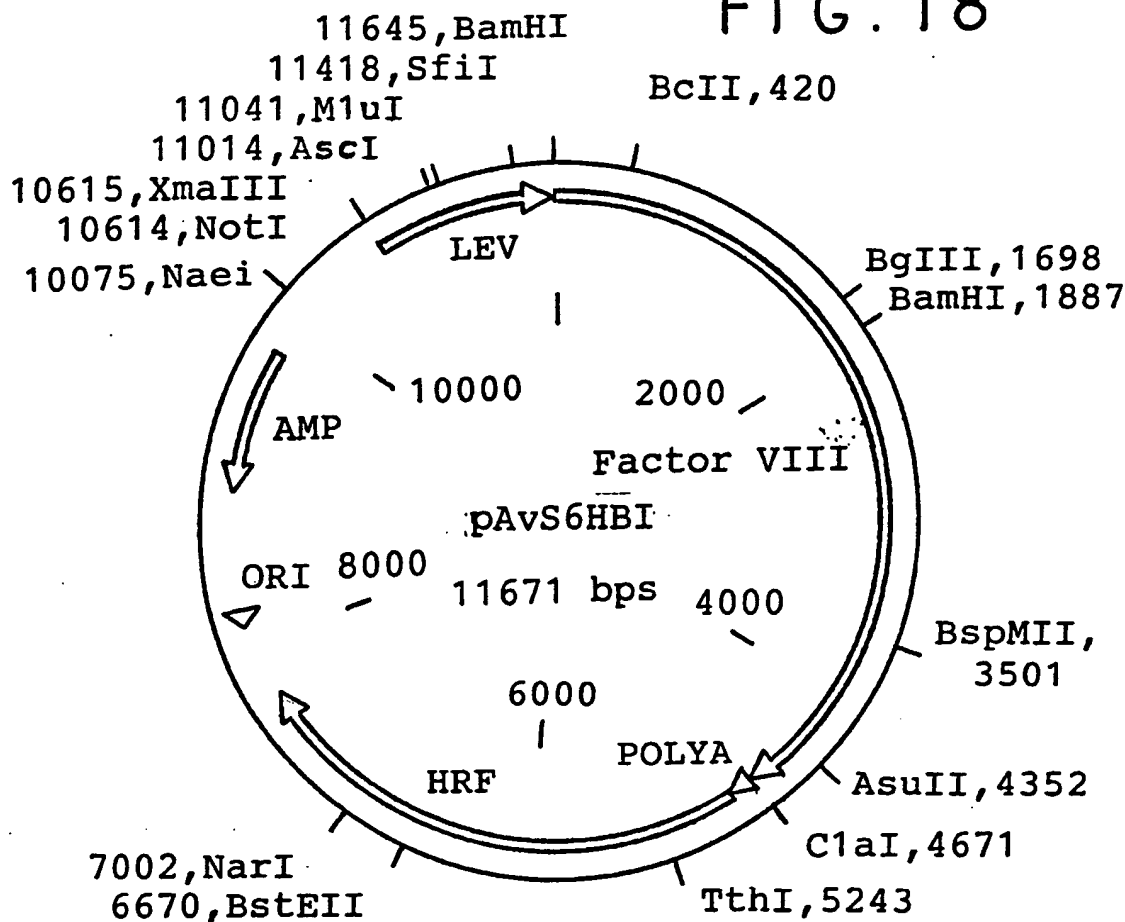 FIG. 18
11645,BamHI
11418,SfiI
11041,M1uI
11014,AscI
10615,XmaIII
10614,NotI
10075,Naei
BcII,420
BgIII,1698
BamHI,1887
LEV
10000
2000
AMP
Factor VIII
pAvS6HBI
ORI
8000
11671 bps
4000
BspMII,
3501
6000
POLYA
HRF
AsuII,4352
C1aI,4671
TthI,5243
7002,NarI
6670,BstEII